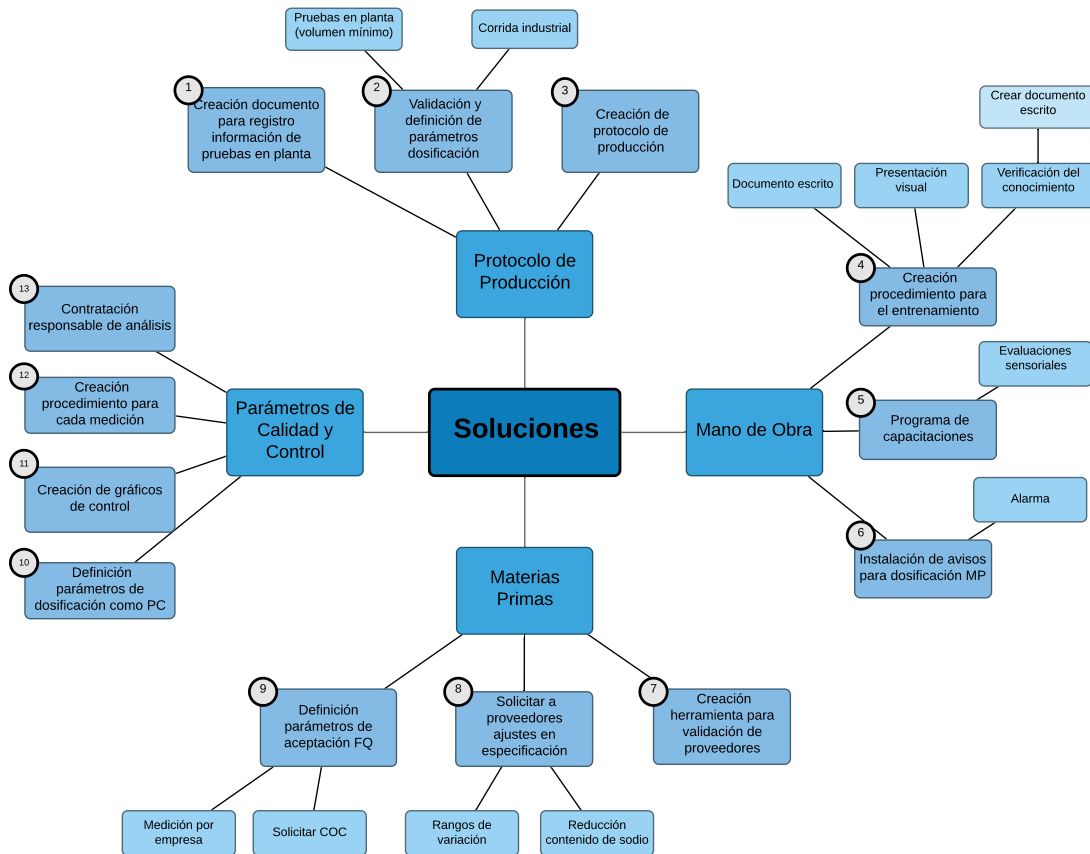 Pruebas en planta
(volumen mínimo)
Corrida industrial
1
Creación documento
para registro
información de
pruebas en planta
2
Validación y
definición de
parámetros
dosificación
3
Creación de
protocolo de
producción
Crear documento
escrito
Documento escrito
Presentación
visual
Verificación del
conocimiento
Protocolo de
Producción
4
Creación
procedimiento para
el entrenamiento
13
Contratación
responsable de análisis
12
Creación
procedimiento para
cada medición
11
Creación de gráficos
de control
10
Definición
parámetros de
dosificación como PC
Parámetros de
Calidad y
Control
Soluciones
Mano de Obra
Evaluaciones
sensoriales
5
Programa de
capacitaciones
Alarma
6
Instalación de avisos
para dosificación MP
Materias
Primas
9
Definición
parámetros de
aceptación FQ
8
Solicitar a
proveedores
ajustes en
especificación
7
Creación
herramienta para
validación de
proveedores
Medición por
empresa
Solicitar COC
Rangos de
variación
Reducción
contenido de sodio